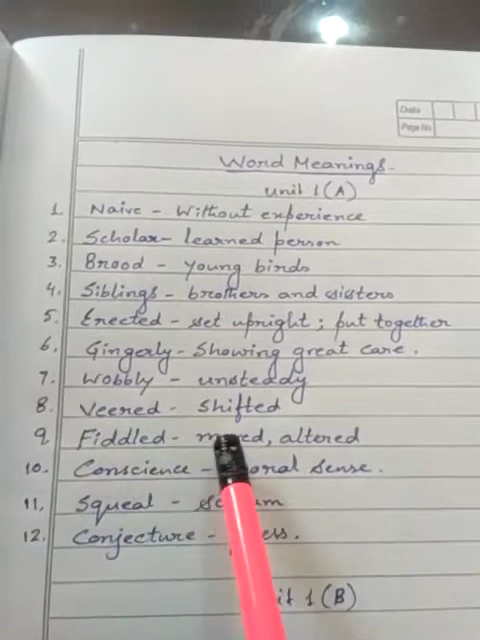 Date
Page No
Word Meanings-
Unit 1(A)
1. Naive - Without experience
2. Scholar- learned person
3. Brood - young birds
4. Siblings - brothers and sisters
5. Erected - set upright; put together
6. Gingerly - Showing great care.
7. Wobbly - unsteady
8. Veered - shifted
9. Fiddled - altered
10. Conscience - moral sense.
11. Squeal -
12. Conjecture -
1(B)